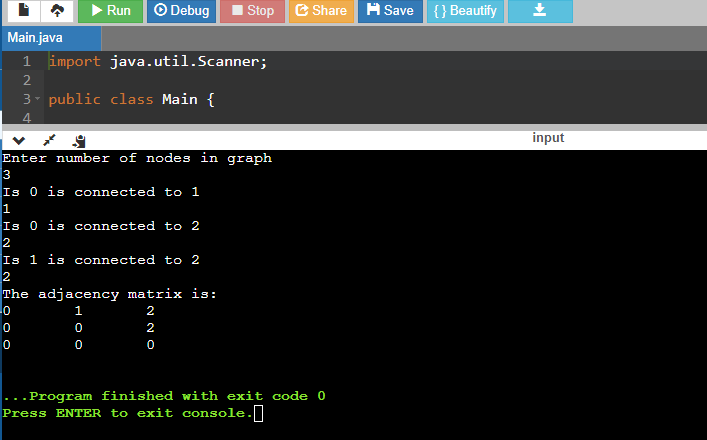 Run Debug Stop Share Save { } Beautify
Main.java
1 import java.util.Scanner;
2
3 public class Main {
4
input
Enter number of nodes in graph
3
Is 0 is connected to 1
1
Is 0 is connected to 2
2
Is 1 is connected to 2
2
The adjacency matrix is:
0 1 2
0 0 2
0 0 0
...Program finished with exit code 0
Press ENTER to exit console.